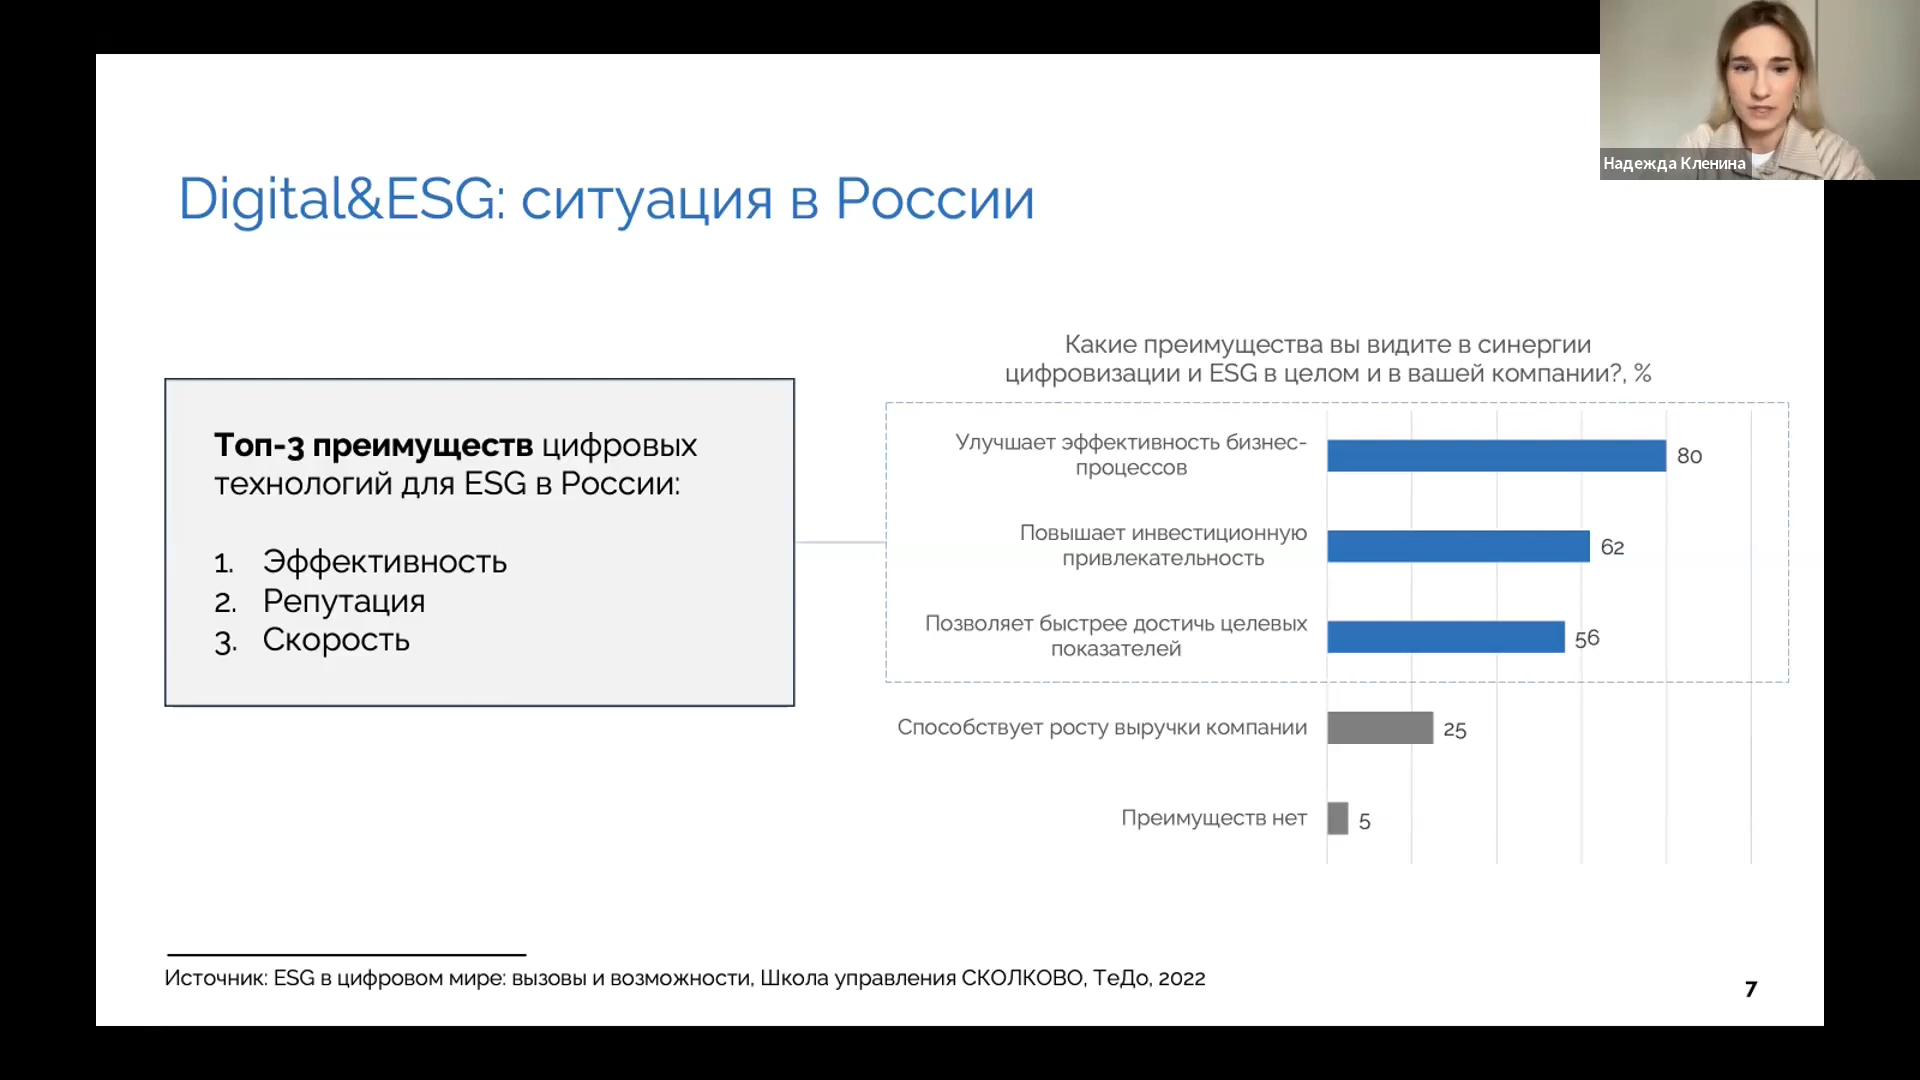 Надежда Кленина
Digital&ESG: ситуация в России
Топ-3 преимуществ цифровых
технологий для ESG в России:
1. Эффективность
2. Репутация
3. Скорость
Какие преимущества вы видите в синергии
цифровизации и ESG в целом и в вашей компании?, %
Улучшает эффективность бизнес-
процессов
80
Повышает инвестиционную
привлекательность
62
Позволяет быстрее достичь целевых
показателей
56
Способствует росту выручки компании
25
Преимуществ нет
5
Источник: ESG в цифровом мире: вызовы и возможности, Школа управления СКОЛКОВО, ТеДо, 2022
7